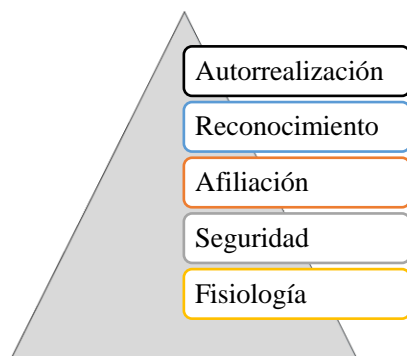 Autorrealización
Reconocimiento
Afiliación
Seguridad
Fisiología